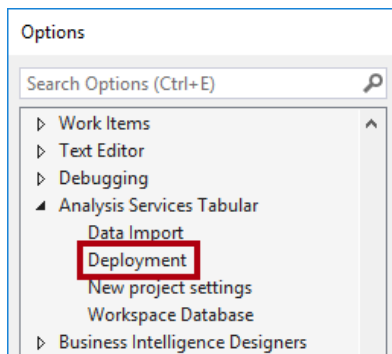 Options
Search Options (Ctrl+E)
Work Items
Text Editor
Debugging
Analysis Services Tabular
Data Import
Deployment
New project settings
Workspace Database
Business Intelligence Designers